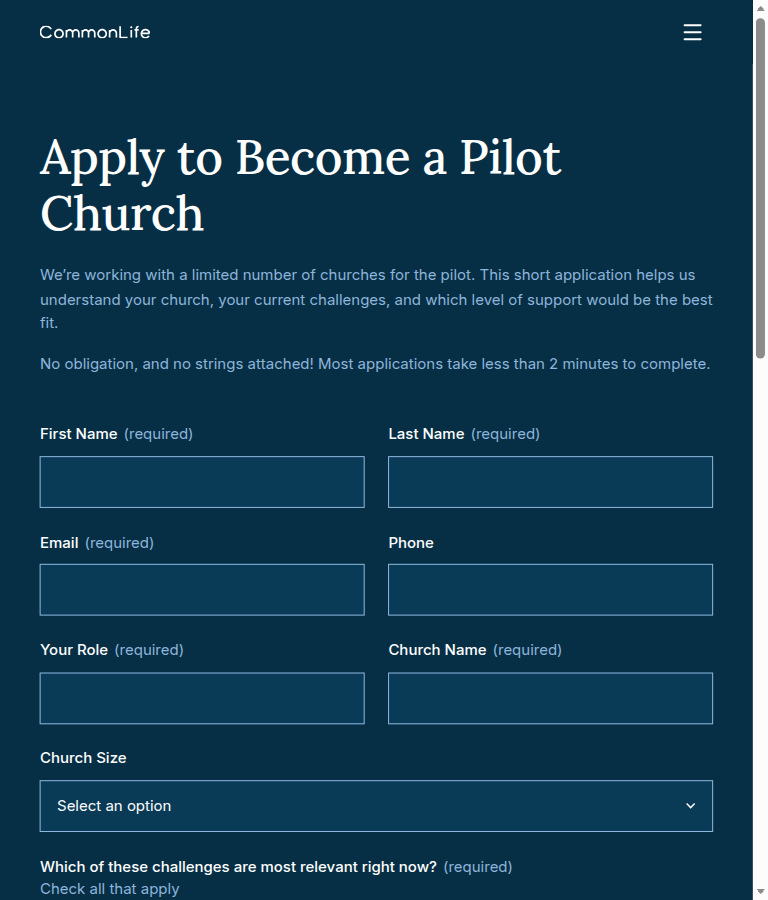 CommonLife
Apply to Become a Pilot
Church
We’re working with a limited number of churches for the pilot. This short application helps us
understand your church, your current challenges, and which level of support would be the best
fit.
No obligation, and no strings attached! Most applications take less than 2 minutes to complete.
First Name (required)
Last Name (required)
Email (required)
Phone
Your Role (required)
Church Name (required)
Church Size
Select an option
Which of these challenges are most relevant right now? (required)
Check all that apply